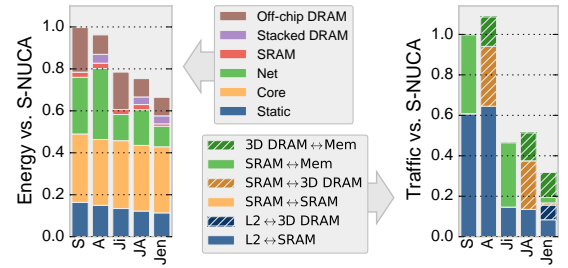 Energy vs. S-NUCA
1.0
0.8
0.6
0.4
0.2
0.0
S
A
Ji
JA
Jen
Off-chip DRAM
Stacked DRAM
SRAM
Net
Core
Static
3D DRAM↔Mem
SRAM↔Mem
SRAM↔3D DRAM
SRAM↔SRAM
L2↔3D DRAM
L2↔SRAM
Traffic vs. S-NUCA
1.0
0.8
0.6
0.4
0.2
0.0
S
A
Ji
JA
Jen